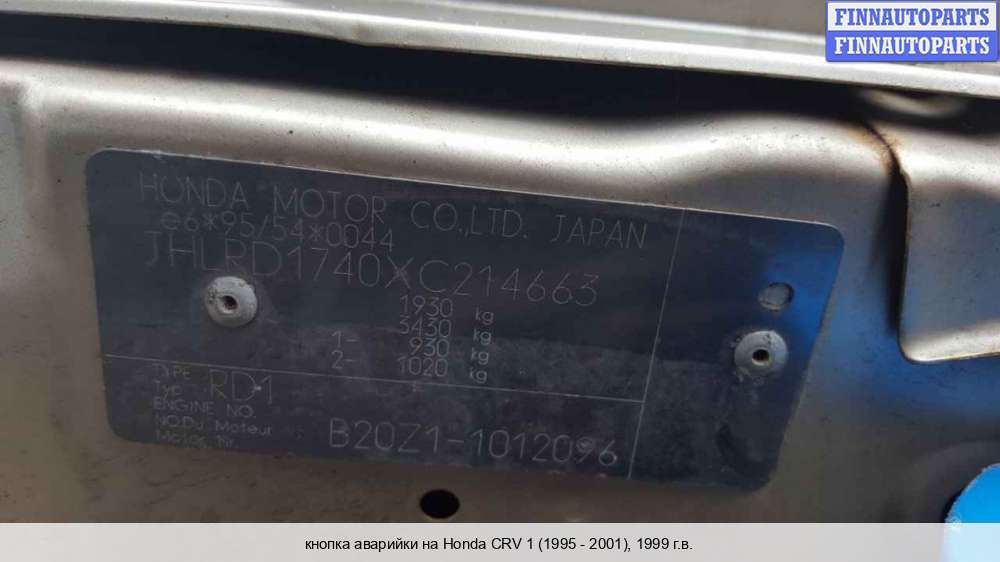 FINNAUTOPARTS
FINNAUTOPARTS
HONDA MOTOR CO.,LTD. JAPAN
e6*95/54*0044
JHLRD1740XC214663
1930 kg
3430 kg
1- 930 kg
2- 1020 kg
TYPE
TYP RD1
ENGINE NO.
NO.Du Moteur
Motor Nr. B20Z1-1012096
кнопка аварийки на Honda CRV 1 (1995 - 2001), 1999 г.в.